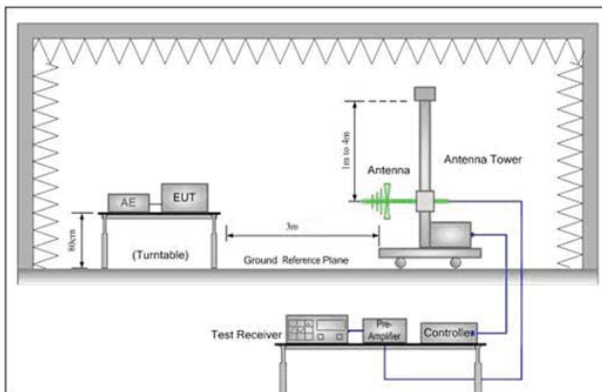 1m to 4m
Antenna
Antenna Tower
AE
EUT
80cm
(Turntable)
3m
Ground Reference Plane
Test Receiver
Pre-
Amplifier
Controller